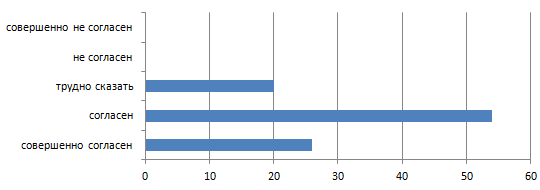 совершенно не согласен
не согласен
трудно сказать
согласен
совершенно согласен
0 10 20 30 40 50 60